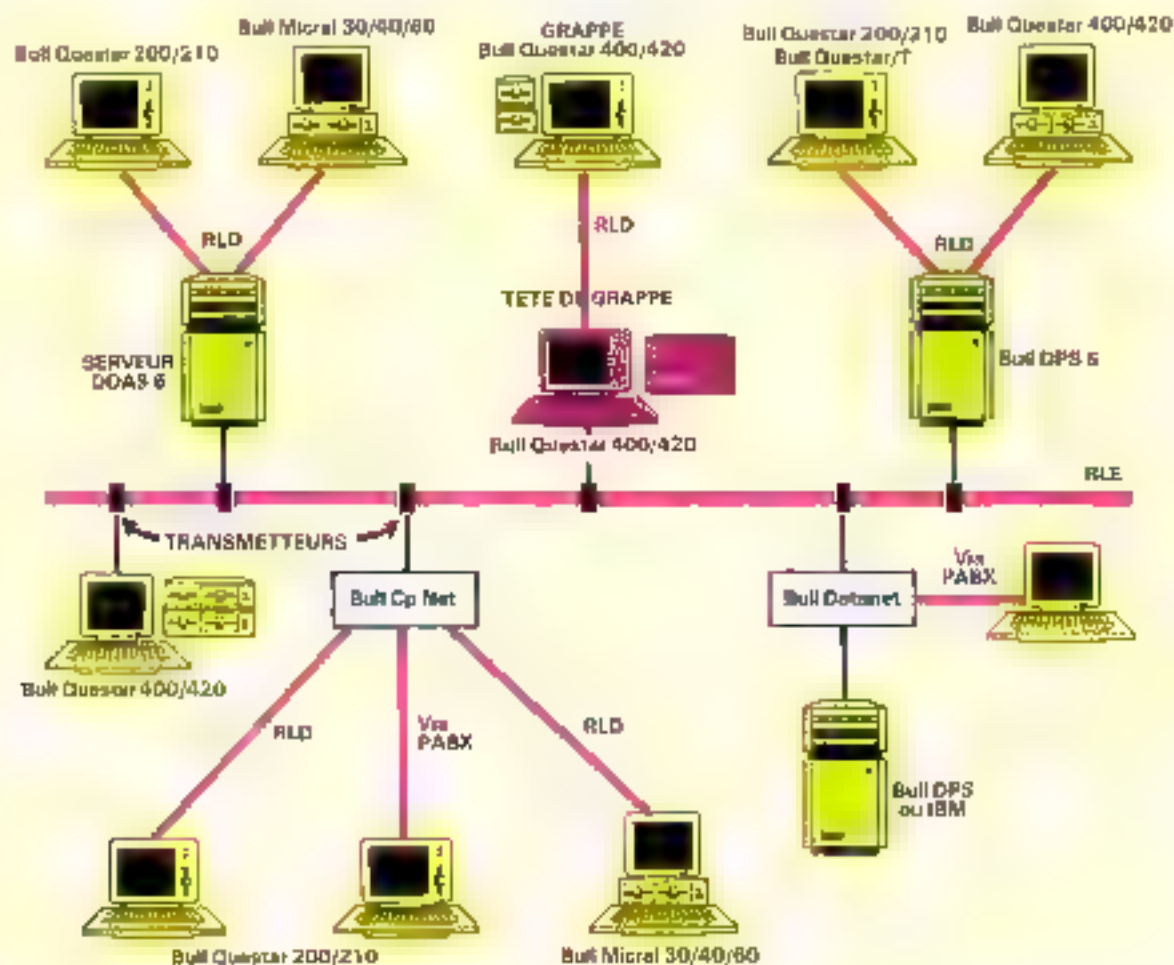 Bull Questar 200/210
Bull Micral 30/40/60
GRAPPE
Bull Questar 400/420
Bull Questar 200/210
Bull Questar/T
Bull Questar 400/420
RLD
RLD
RLD
TETE DE GRAPPE
SERVEUR
DOAS 6
Bull Questar 400/420
Bull DPS 6
RLE
TRANSMETTEURS
Bull Questar 400/420
Bull Cp Net
Bull Datanet
Via
PABX
RLD
Via
PABX
RLD
Bull DPS
ou IBM
Bull Questar 200/210
Bull Micral 30/40/60